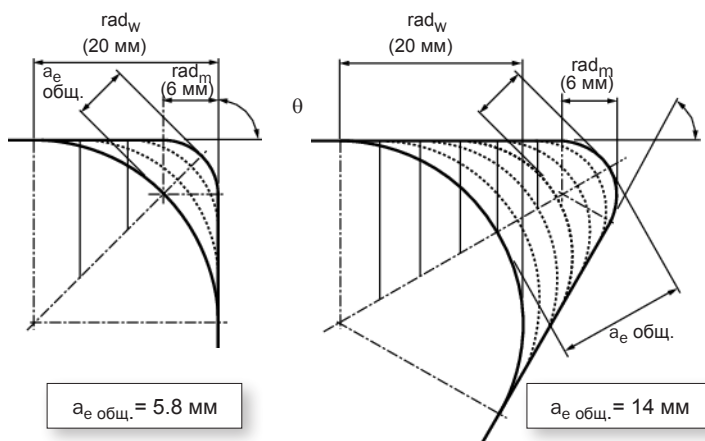 rad_w
(20 мм)
a_e
общ.
rad_m
(6 мм)
a_e общ. = 5.8 мм
θ
rad_w
(20 мм)
rad_m
(6 мм)
a_e общ.
a_e общ. = 14 мм